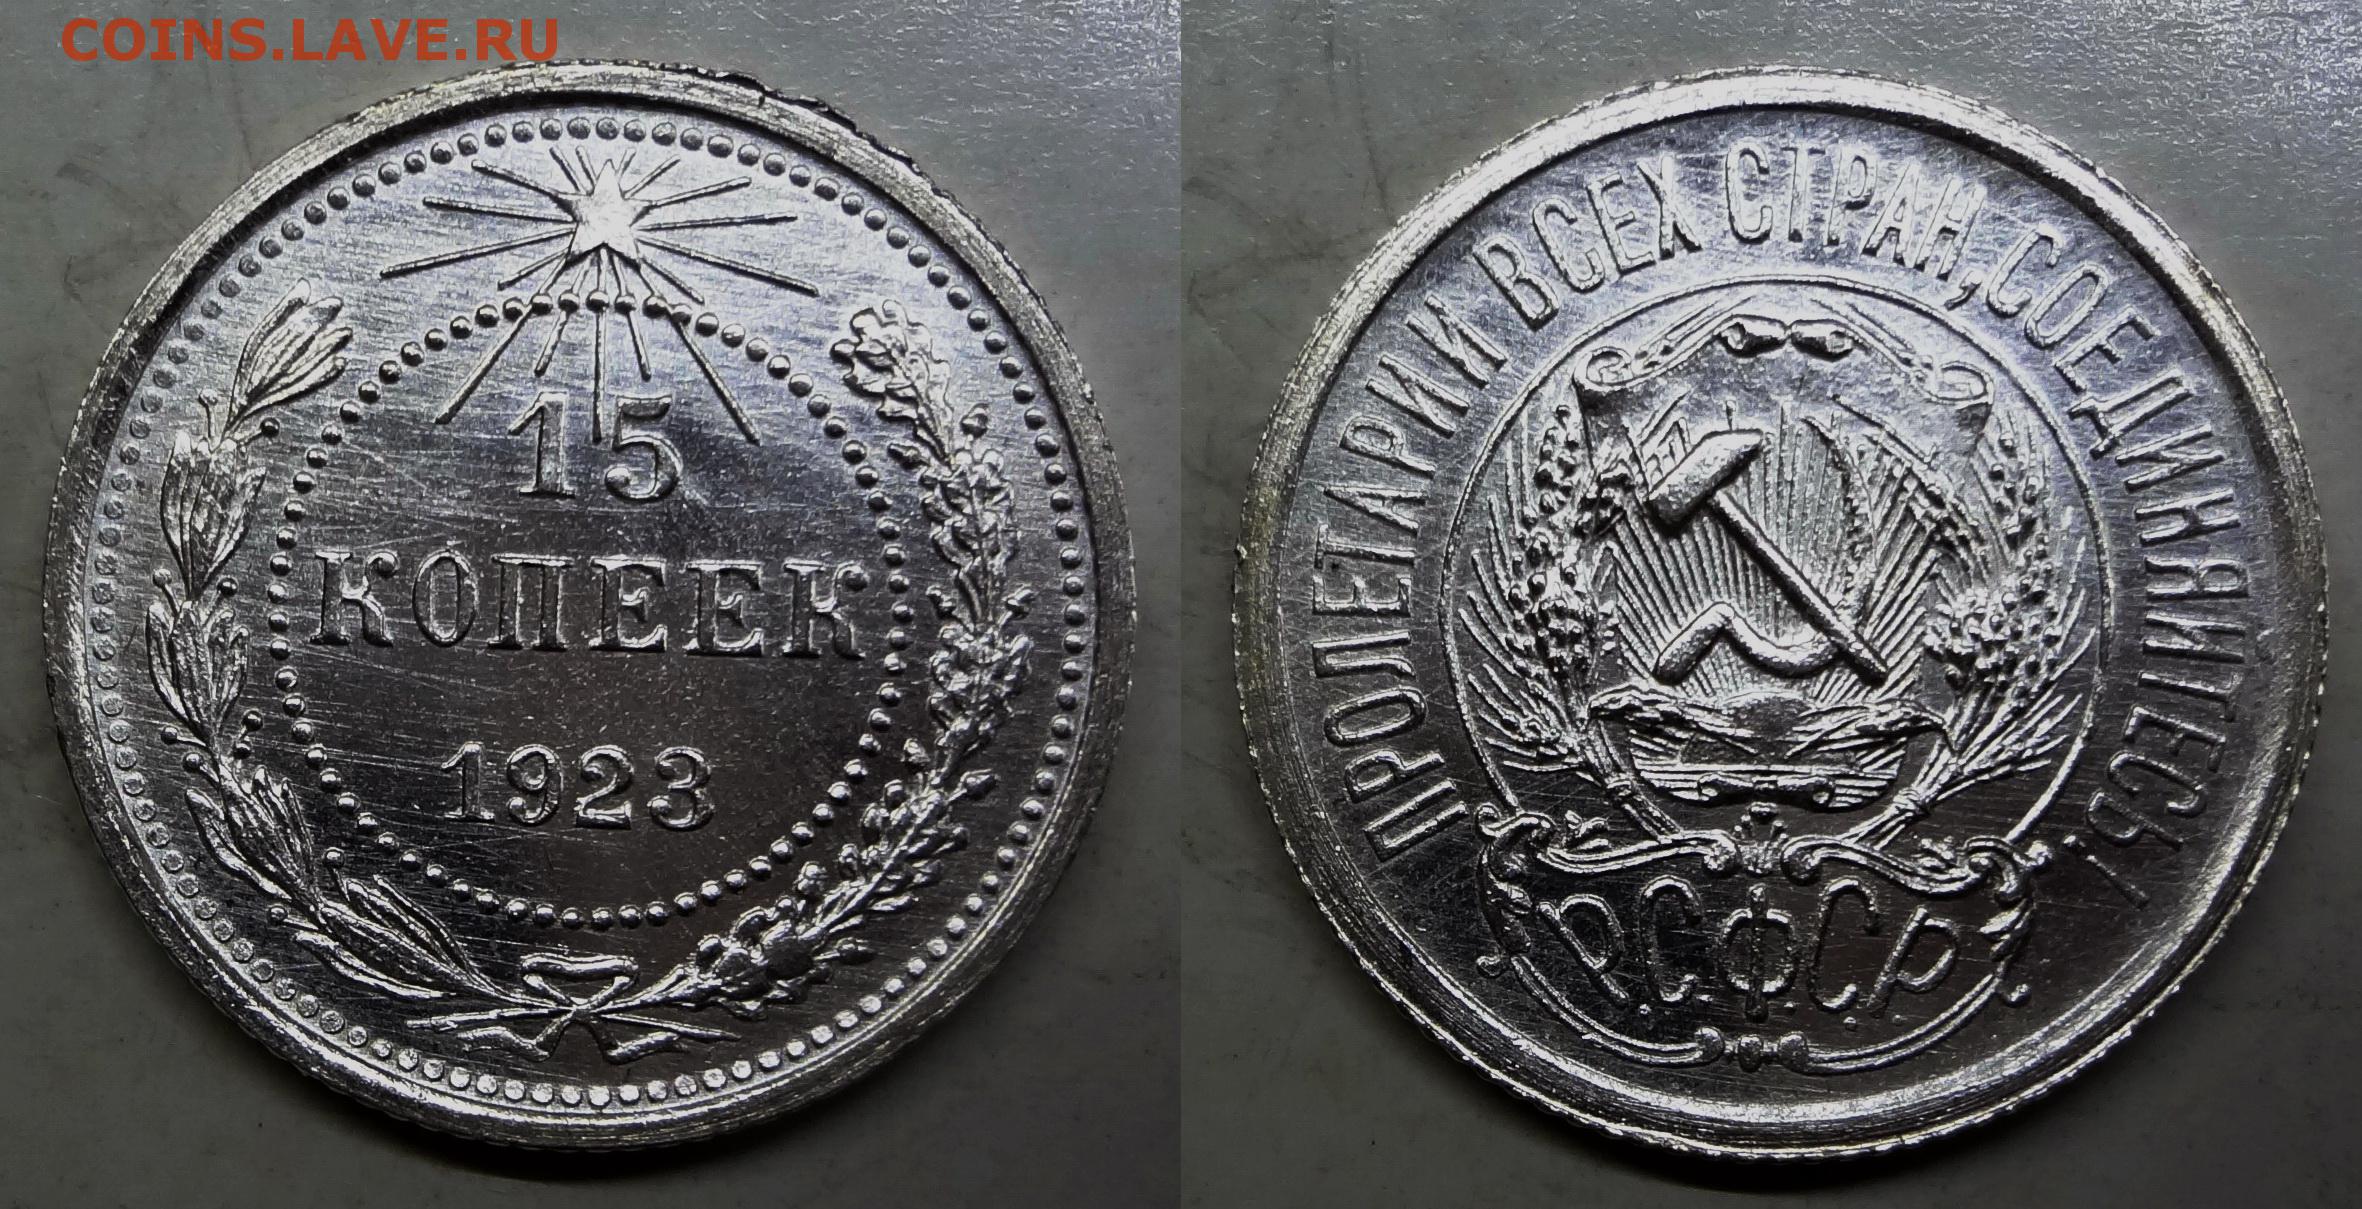 COINS.LAVE.RU
15
КОПЕЕК
1923
ПРОЛЕТАРИИ ВСЕХ СТРАН, СОЕДИНЯЙТЕСЬ!
Р.С.Ф.С.Р.